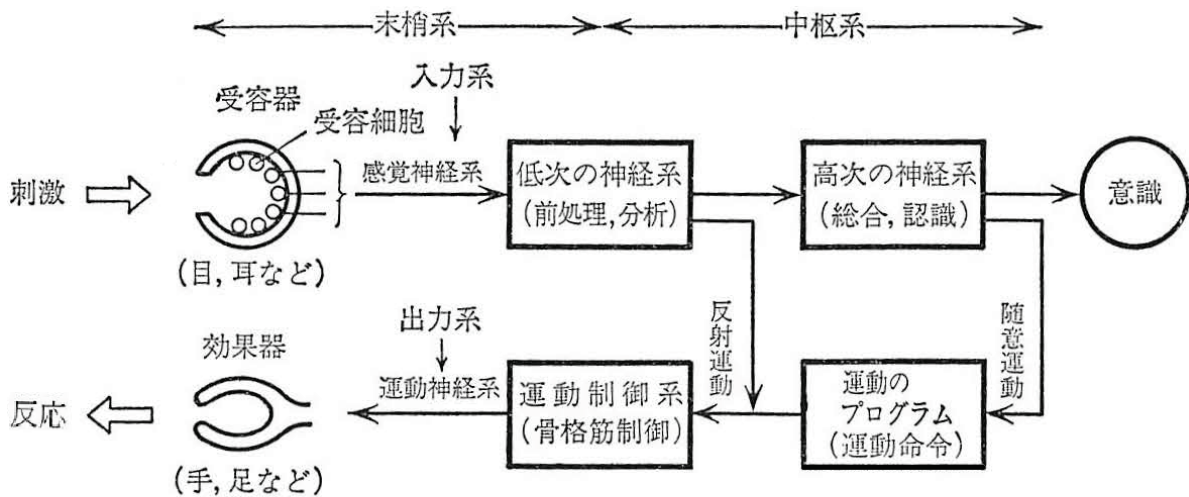 末梢系
中枢系
入力系
受容器
受容細胞
刺激
感覚神経系
低次の神経系
(前処理,分析)
高次の神経系
(総合,認識)
意識
(目,耳など)
反射運動
随意運動
出力系
効果器
反応
運動神経系
運動制御系
(骨格筋制御)
運動の
プログラム
(運動命令)
(手,足など)